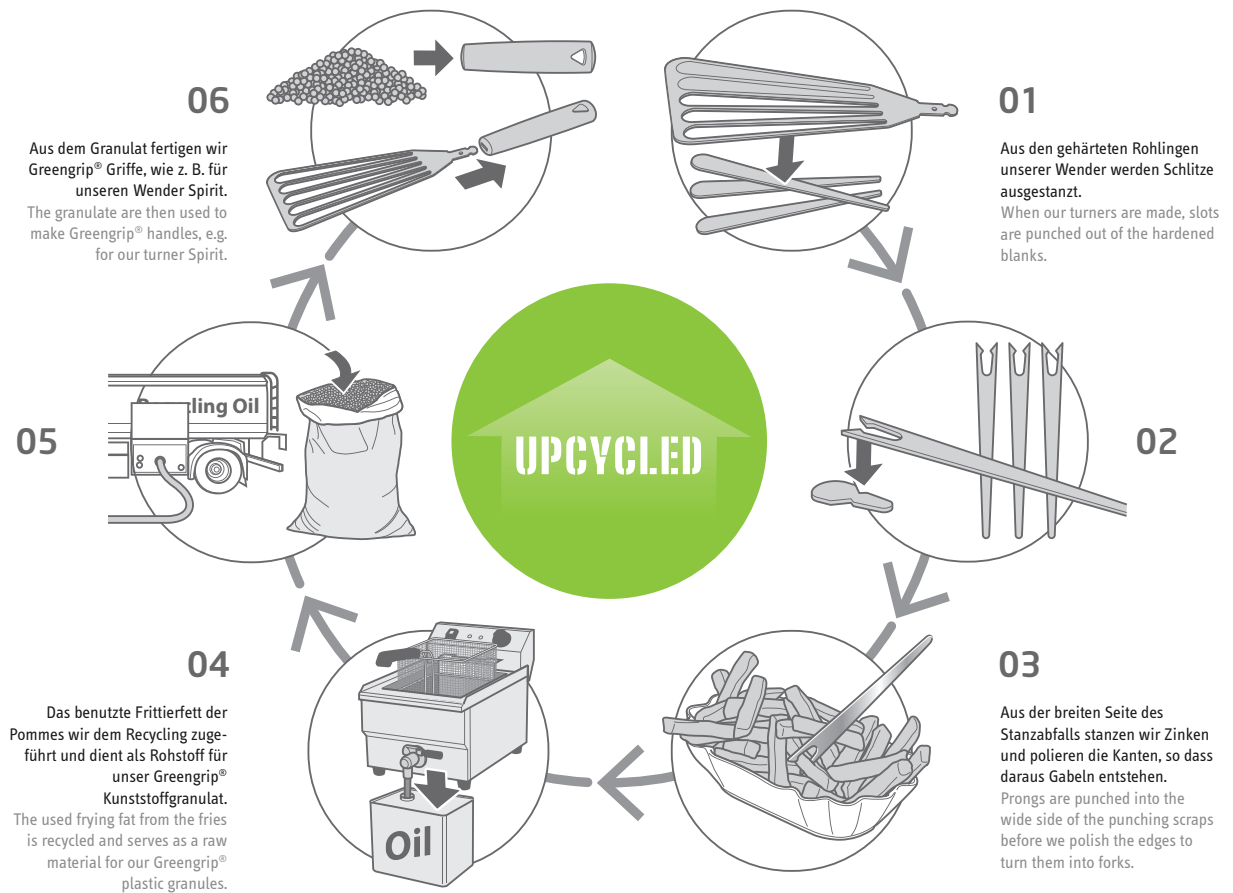 01
Aus den gehärteten Rohlingen
unserer Wender werden Schlitze
ausgestanzt.
When our turners are made, slots
are punched out of the hardened
blanks.
02
03
Aus der breiten Seite des
Stanzabfalls stanzen wir Zinken
und polieren die Kanten, so dass
daraus Gabeln entstehen.
Prongs are punched into the
wide side of the punching scraps
before we polish the edges to
turn them into forks.
04
Das benutzte Frittierfett der
Pommes wir dem Recycling zuge-
führt und dient als Rohstoff für
unser Greengrip®
Kunststoffgranulat.
The used frying fat from the fries
is recycled and serves as a raw
material for our Greengrip®
plastic granules.
Oil
05
ling Oil
06
Aus dem Granulat fertigen wir
Greengrip® Griffe, wie z. B. für
unseren Wender Spirit.
The granulate are then used to
make Greengrip® handles, e.g.
for our turner Spirit.
UPCYCLED